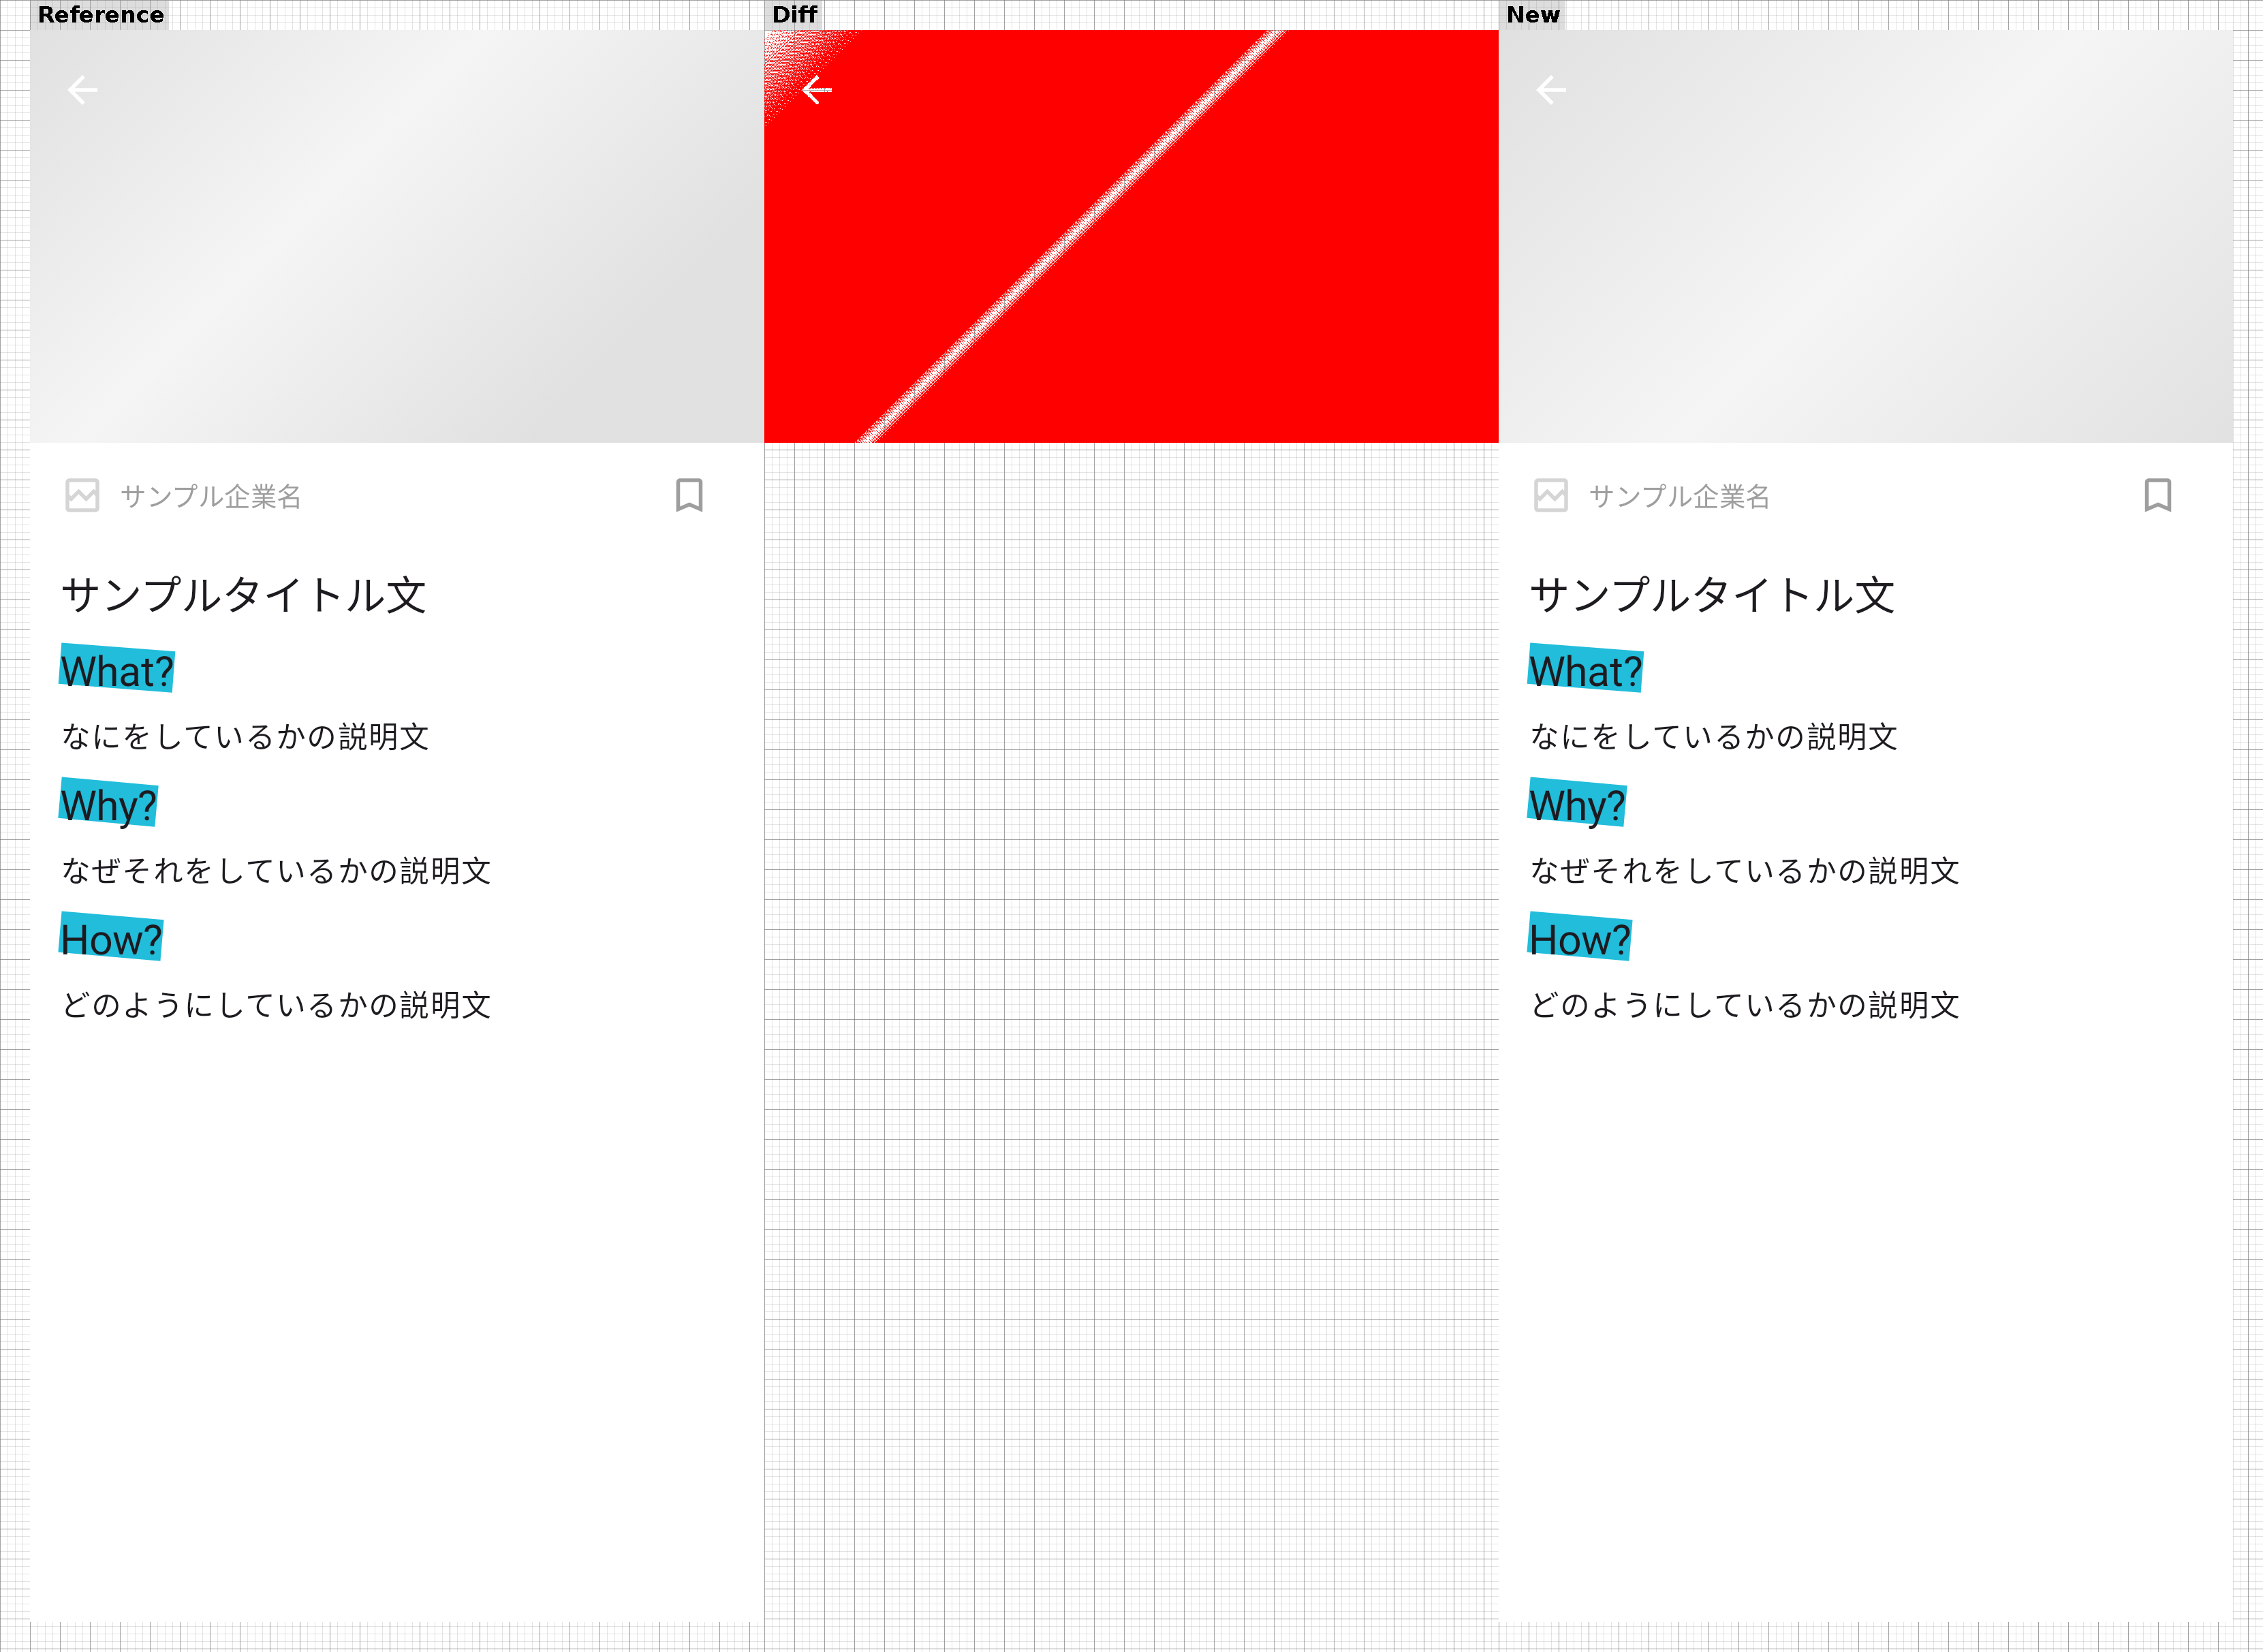 Reference
Diff
New
サンプル企業名
サンプルタイトル文
What?
なにをしているかの説明文
Why?
なぜそれをしているかの説明文
How?
どのようにしているかの説明文
サンプル企業名
サンプルタイトル文
What?
なにをしているかの説明文
Why?
なぜそれをしているかの説明文
How?
どのようにしているかの説明文